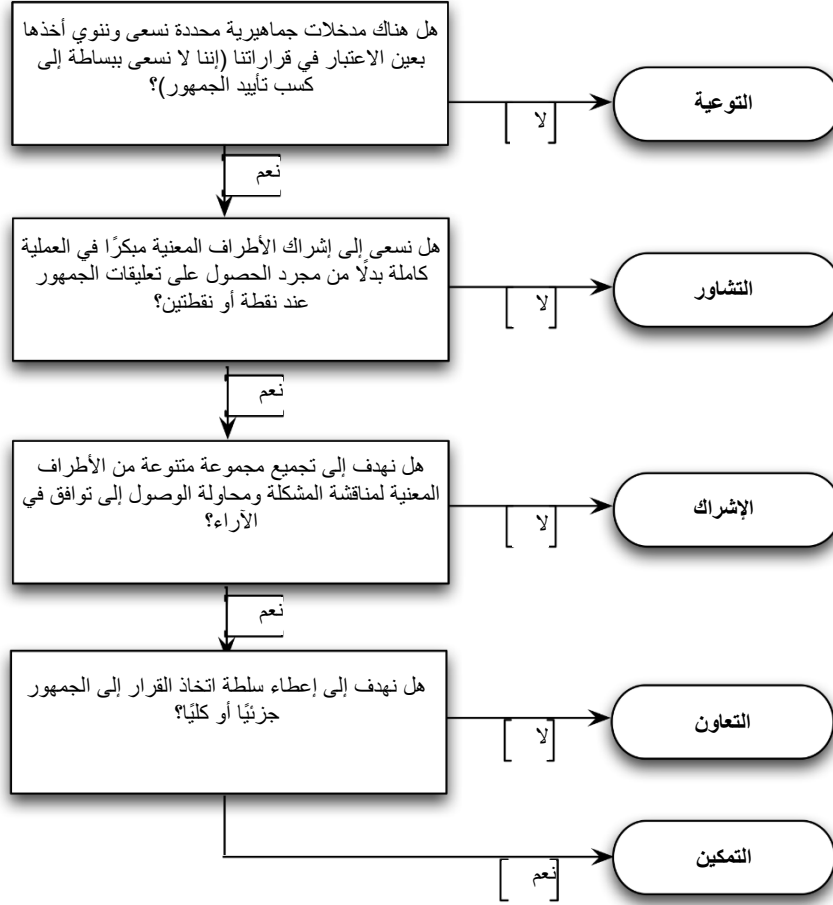 هل هناك مدخلات جماهيرية محددة نسعى وننوي أخذها
بعين الاعتبار في قراراتنا (إننا لا نسعى ببساطة إلى
كسب تأييد الجمهور)؟
لا
التوعية
نعم
هل نسعى إلى إشراك الأطراف المعنية مبكرًا في العملية
كاملة بدلًا من مجرد الحصول على تعليقات الجمهور
عند نقطة أو نقطتين؟
لا
التشاور
نعم
هل نهدف إلى تجميع مجموعة متنوعة من الأطراف
المعنية لمناقشة المشكلة ومحاولة الوصول إلى توافق في
الآراء؟
لا
الإشراك
نعم
هل نهدف إلى إعطاء سلطة اتخاذ القرار إلى الجمهور
جزئيًا أو كليًا؟
لا
التعاون
نعم
التمكين